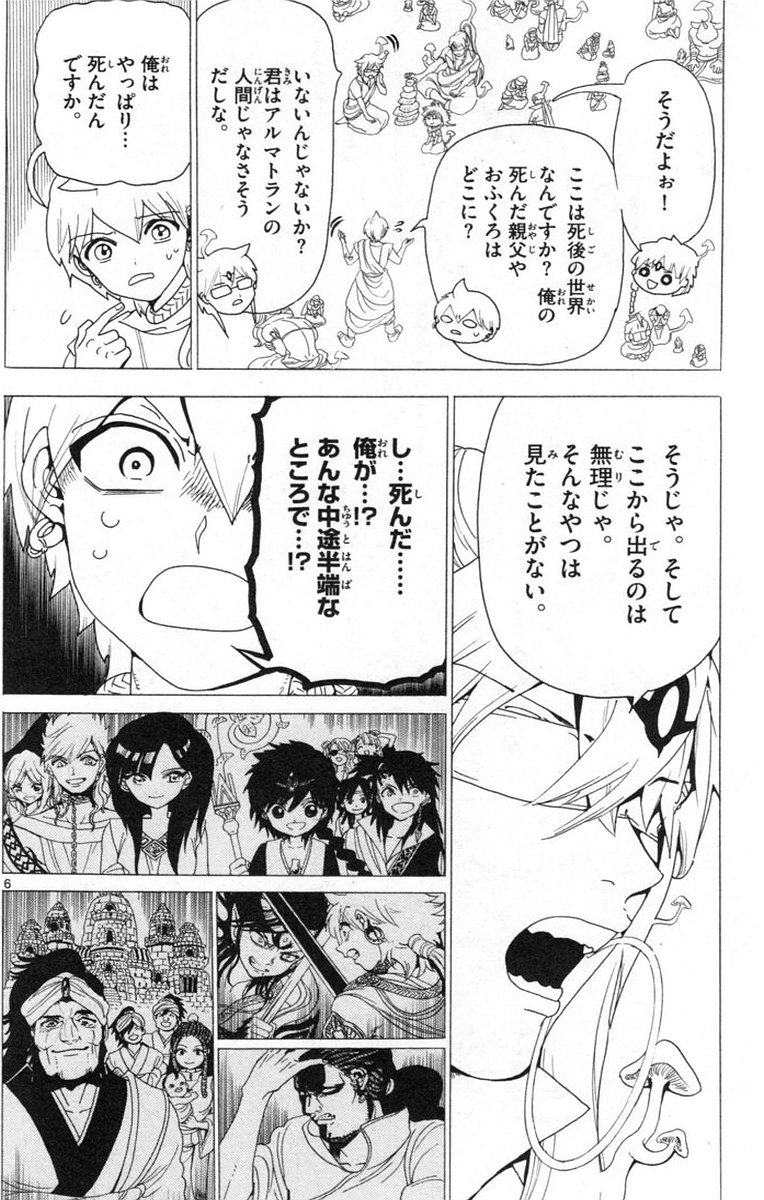 そうだよぉ！
ここは死後の世界
なんですか？ 俺の
死んだ親父や
おふくろは
どこに？
いないんじゃないか？
君はアルマトランの
人間じゃなさそう
だしな。
俺は
やっぱり…
死んだん
ですか。
そうじゃ。そして
ここから出るのは
無理じゃ。
そんなやつは
見たことがない。
し…死んだ……
俺が…!?
あんな中途半端な
ところで…!?
6